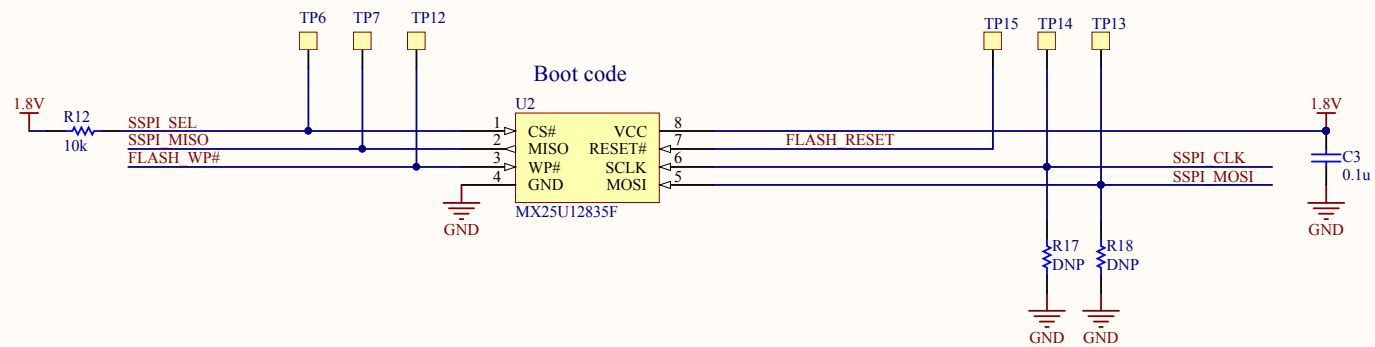 TP6 TP7 TP12 TP15 TP14 TP13
Boot code
1.8V R12 10k SSPI_SEL
SSPI_MISO
FLASH_WP#
U2
1 CS# VCC 8
2 MISO RESET# 7 FLASH_RESET
3 WP# SCLK 6 SSPI_CLK
4 GND MOSI 5 SSPI_MOSI
MX25U12835F
GND
1.8V
C3
0.1u
GND
R17
DNP
R18
DNP
GND GND